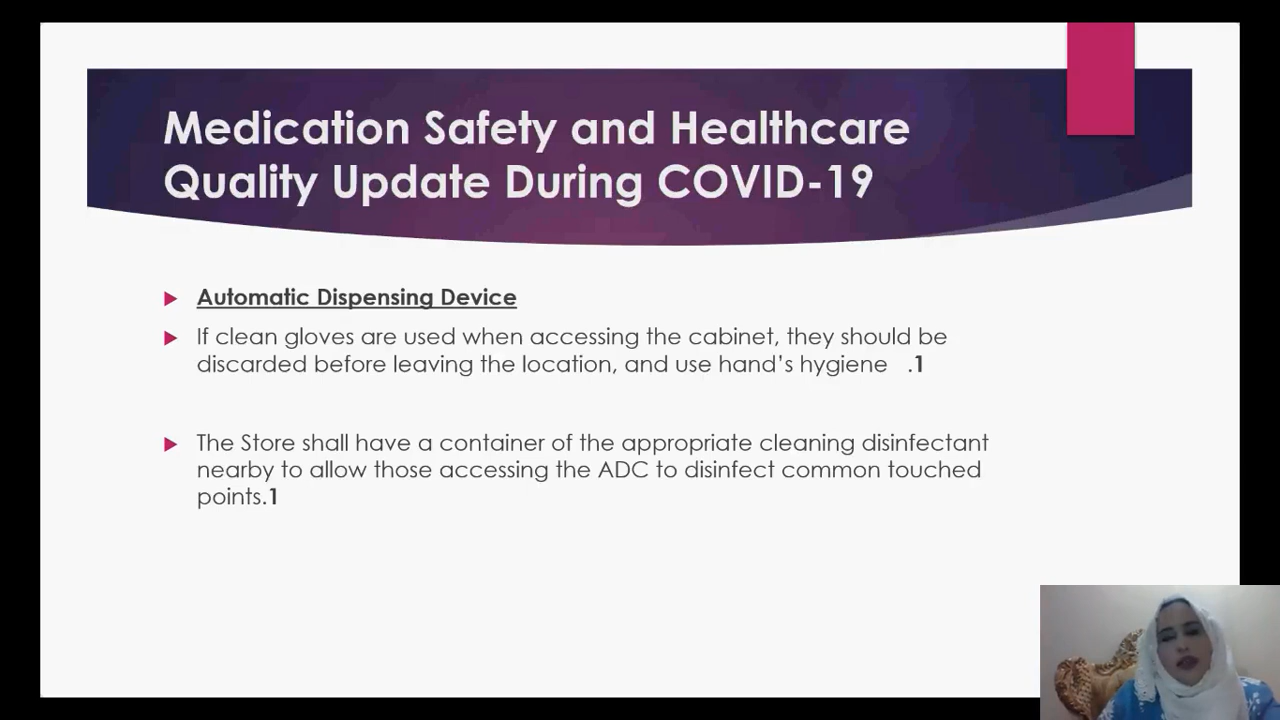 Medication Safety and Healthcare
Quality Update During COVID-19
Automatic Dispensing Device
If clean gloves are used when accessing the cabinet, they should be
discarded before leaving the location, and use hand’s hygiene .1
The Store shall have a container of the appropriate cleaning disinfectant
nearby to allow those accessing the ADC to disinfect common touched
points.1